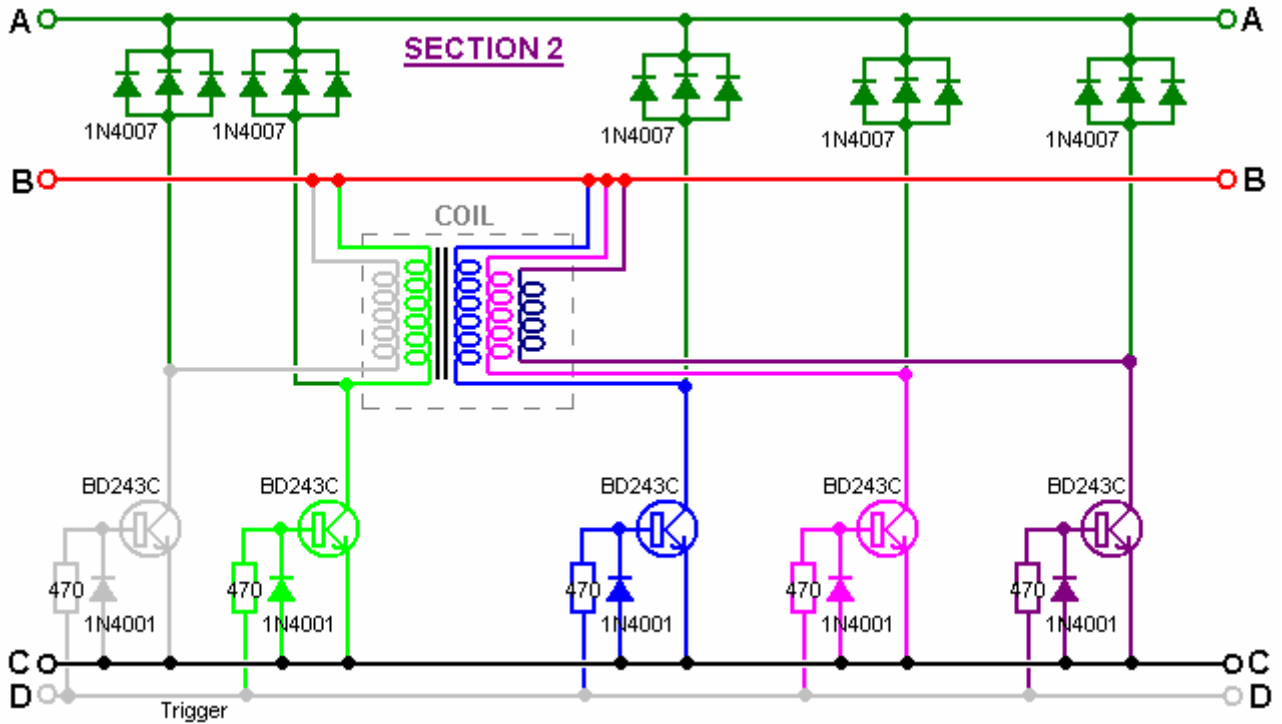 A
A
SECTION 2
1N4007
1N4007
1N4007
1N4007
1N4007
B
B
COIL
BD243C
BD243C
BD243C
BD243C
BD243C
470
470
470
470
470
1N4001
1N4001
1N4001
1N4001
1N4001
C
C
D
D
Trigger